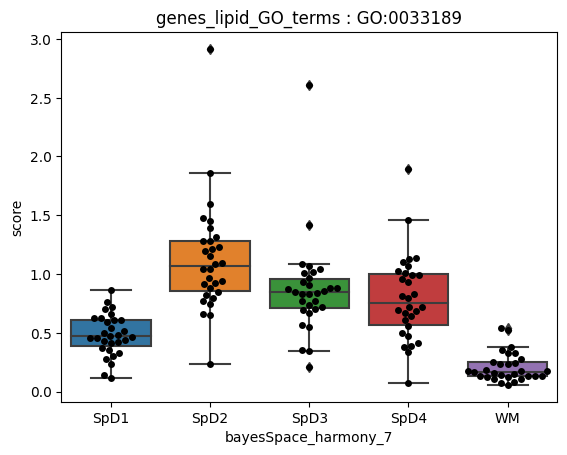 genes_lipid_GO_terms : GO:0033189
3.0
2.5
2.0
1.5
1.0
0.5
0.0
score
SpD1 SpD2 SpD3 SpD4 WM
bayesSpace_harmony_7